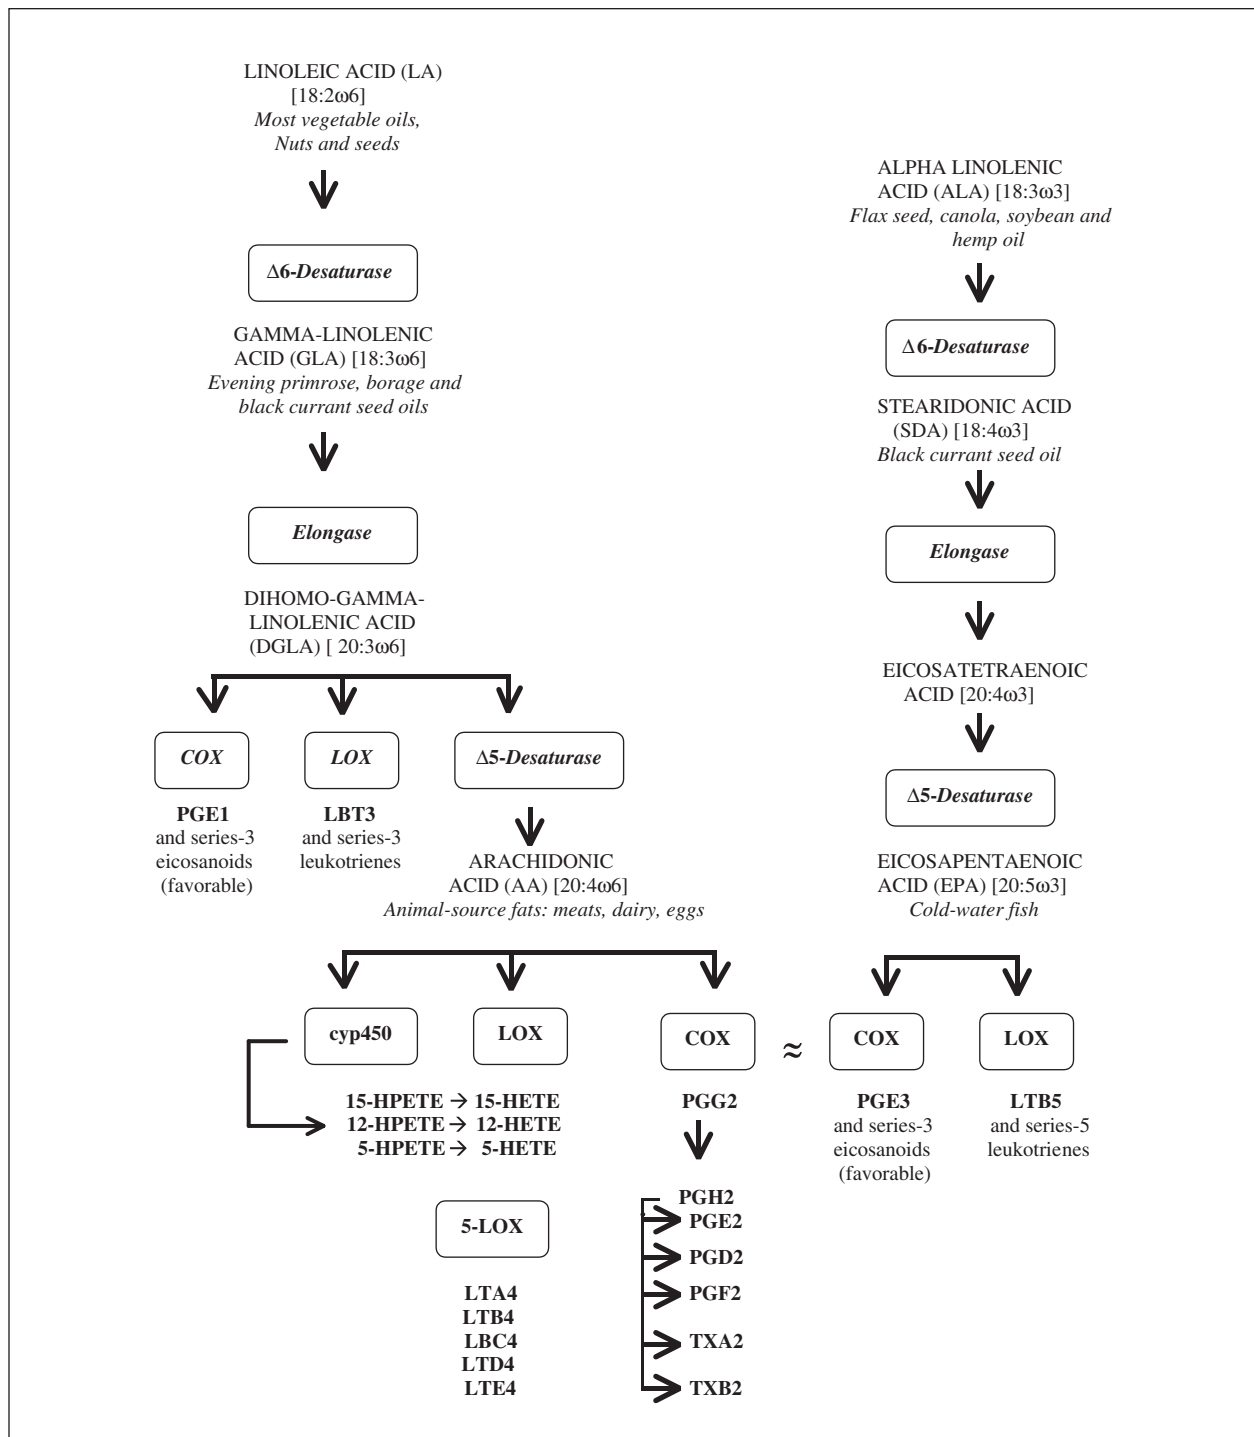 LINOLEIC ACID (LA)
[18:2ω6]
Most vegetable oils,
Nuts and seeds
Δ6-Desaturase
GAMMA-LINOLENIC
ACID (GLA) [18:3ω6]
Evening primrose, borage and
black currant seed oils
Elongase
DIHOMO-GAMMA-
LINOLENIC ACID
(DGLA) [ 20:3ω6]
COX
PGE1
and series-3
eicosanoids
(favorable)
LOX
LBT3
and series-3
leukotrienes
Δ5-Desaturase
ARACHIDONIC
ACID (AA) [20:4ω6]
Animal-source fats: meats, dairy, eggs
cyp450
LOX
15-HPETE → 15-HETE
12-HPETE → 12-HETE
5-HPETE → 5-HETE
5-LOX
LTA4
LTB4
LBC4
LTD4
LTE4
COX
PGG2
PGH2
PGE2
PGD2
PGF2
TXA2
TXB2
≈
ALPHA LINOLENIC
ACID (ALA) [18:3ω3]
Flax seed, canola, soybean and
hemp oil
Δ6-Desaturase
STEARIDONIC ACID
(SDA) [18:4ω3]
Black currant seed oil
Elongase
EICOSATETRAENOIC
ACID [20:4ω3]
Δ5-Desaturase
EICOSAPENTAENOIC
ACID (EPA) [20:5ω3]
Cold-water fish
COX
PGE3
and series-3
eicosanoids
(favorable)
LOX
LTB5
and series-5
leukotrienes